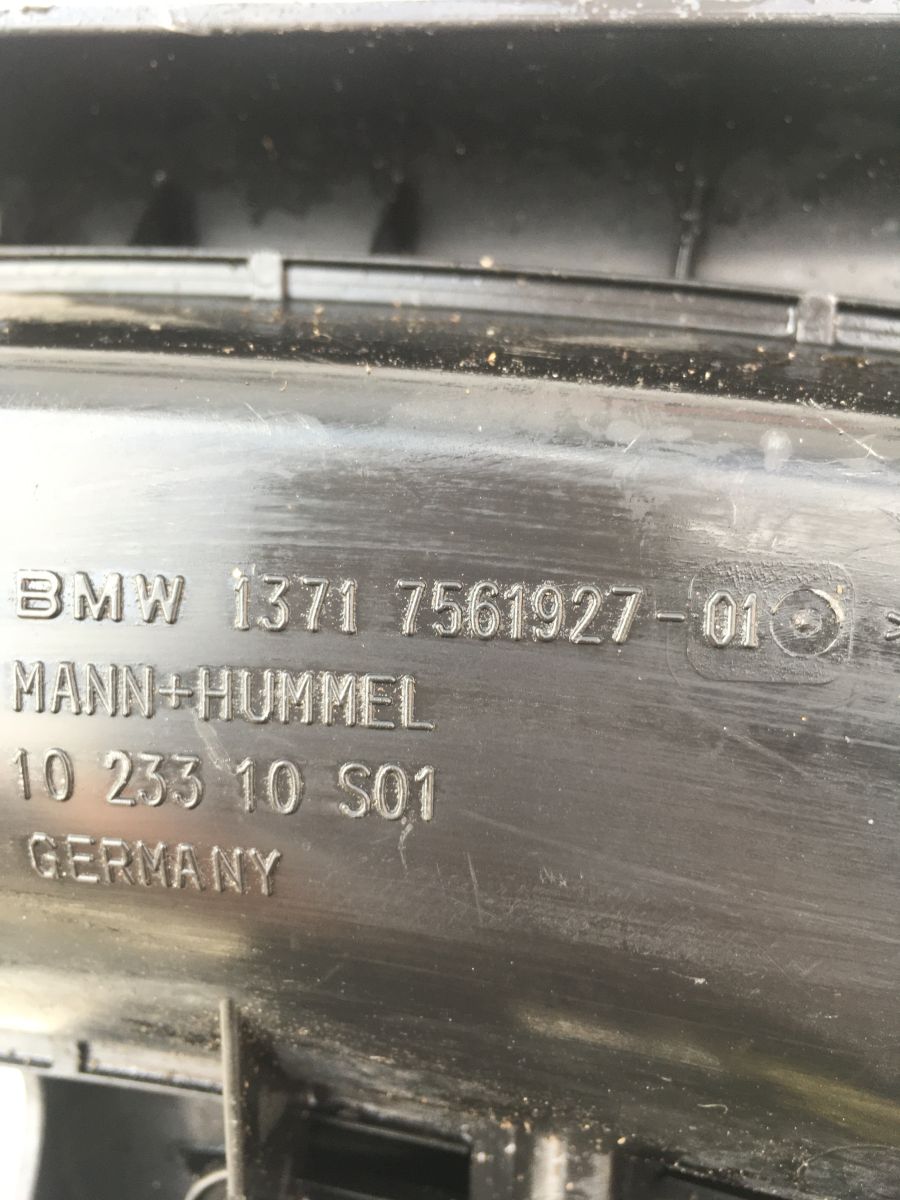 BMW 1371 7561927-01 >
MANN+HUMMEL
10 233 10 S01
GERMANY